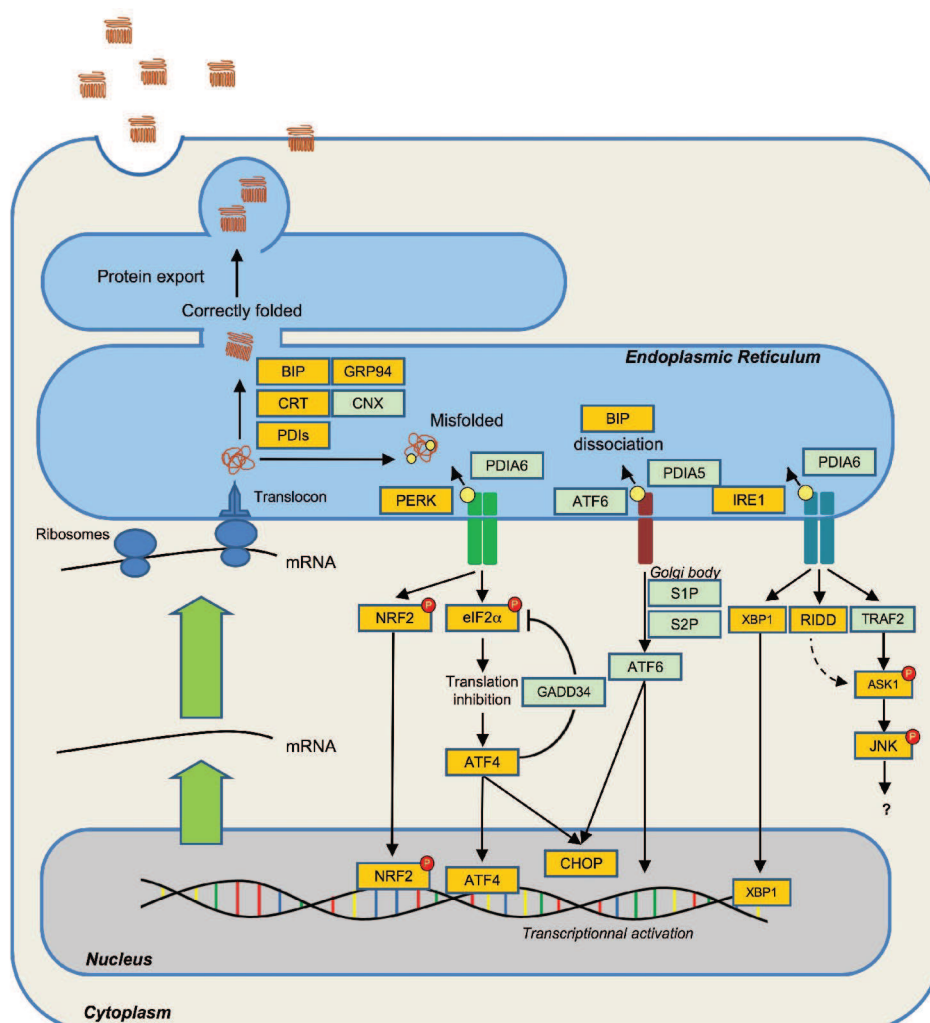 Protein export
Correctly folded
Endoplasmic Reticulum
BIP GRP94
CRT CNX
PDIs
Misfolded
BIP
dissociation
PDIA6
PDIA5
PDIA6
PERK
ATF6
IRE1
Translocon
Ribosomes
mRNA
Golgi body
S1P
S2P
NRF2 P
eIF2α P
XBP1 RIDD TRAF2
Translation
inhibition
GADD34
ATF6
ASK1 P
mRNA
ATF4
JNK P
?
CHOP
NRF2 P
ATF4
XBP1
Transcriptionnal activation
Nucleus
Cytoplasm